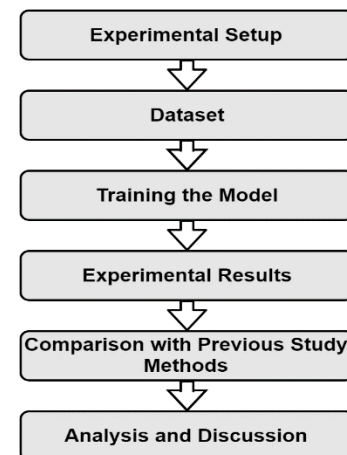 Experimental Setup
Dataset
Training the Model
Experimental Results
Comparison with Previous Study
Methods
Analysis and Discussion